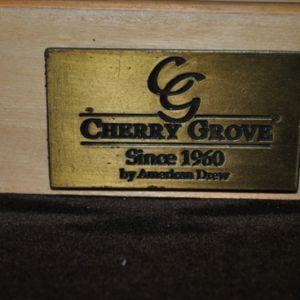 CG
CHERRY GROVE®
Since 1960
by American Drew